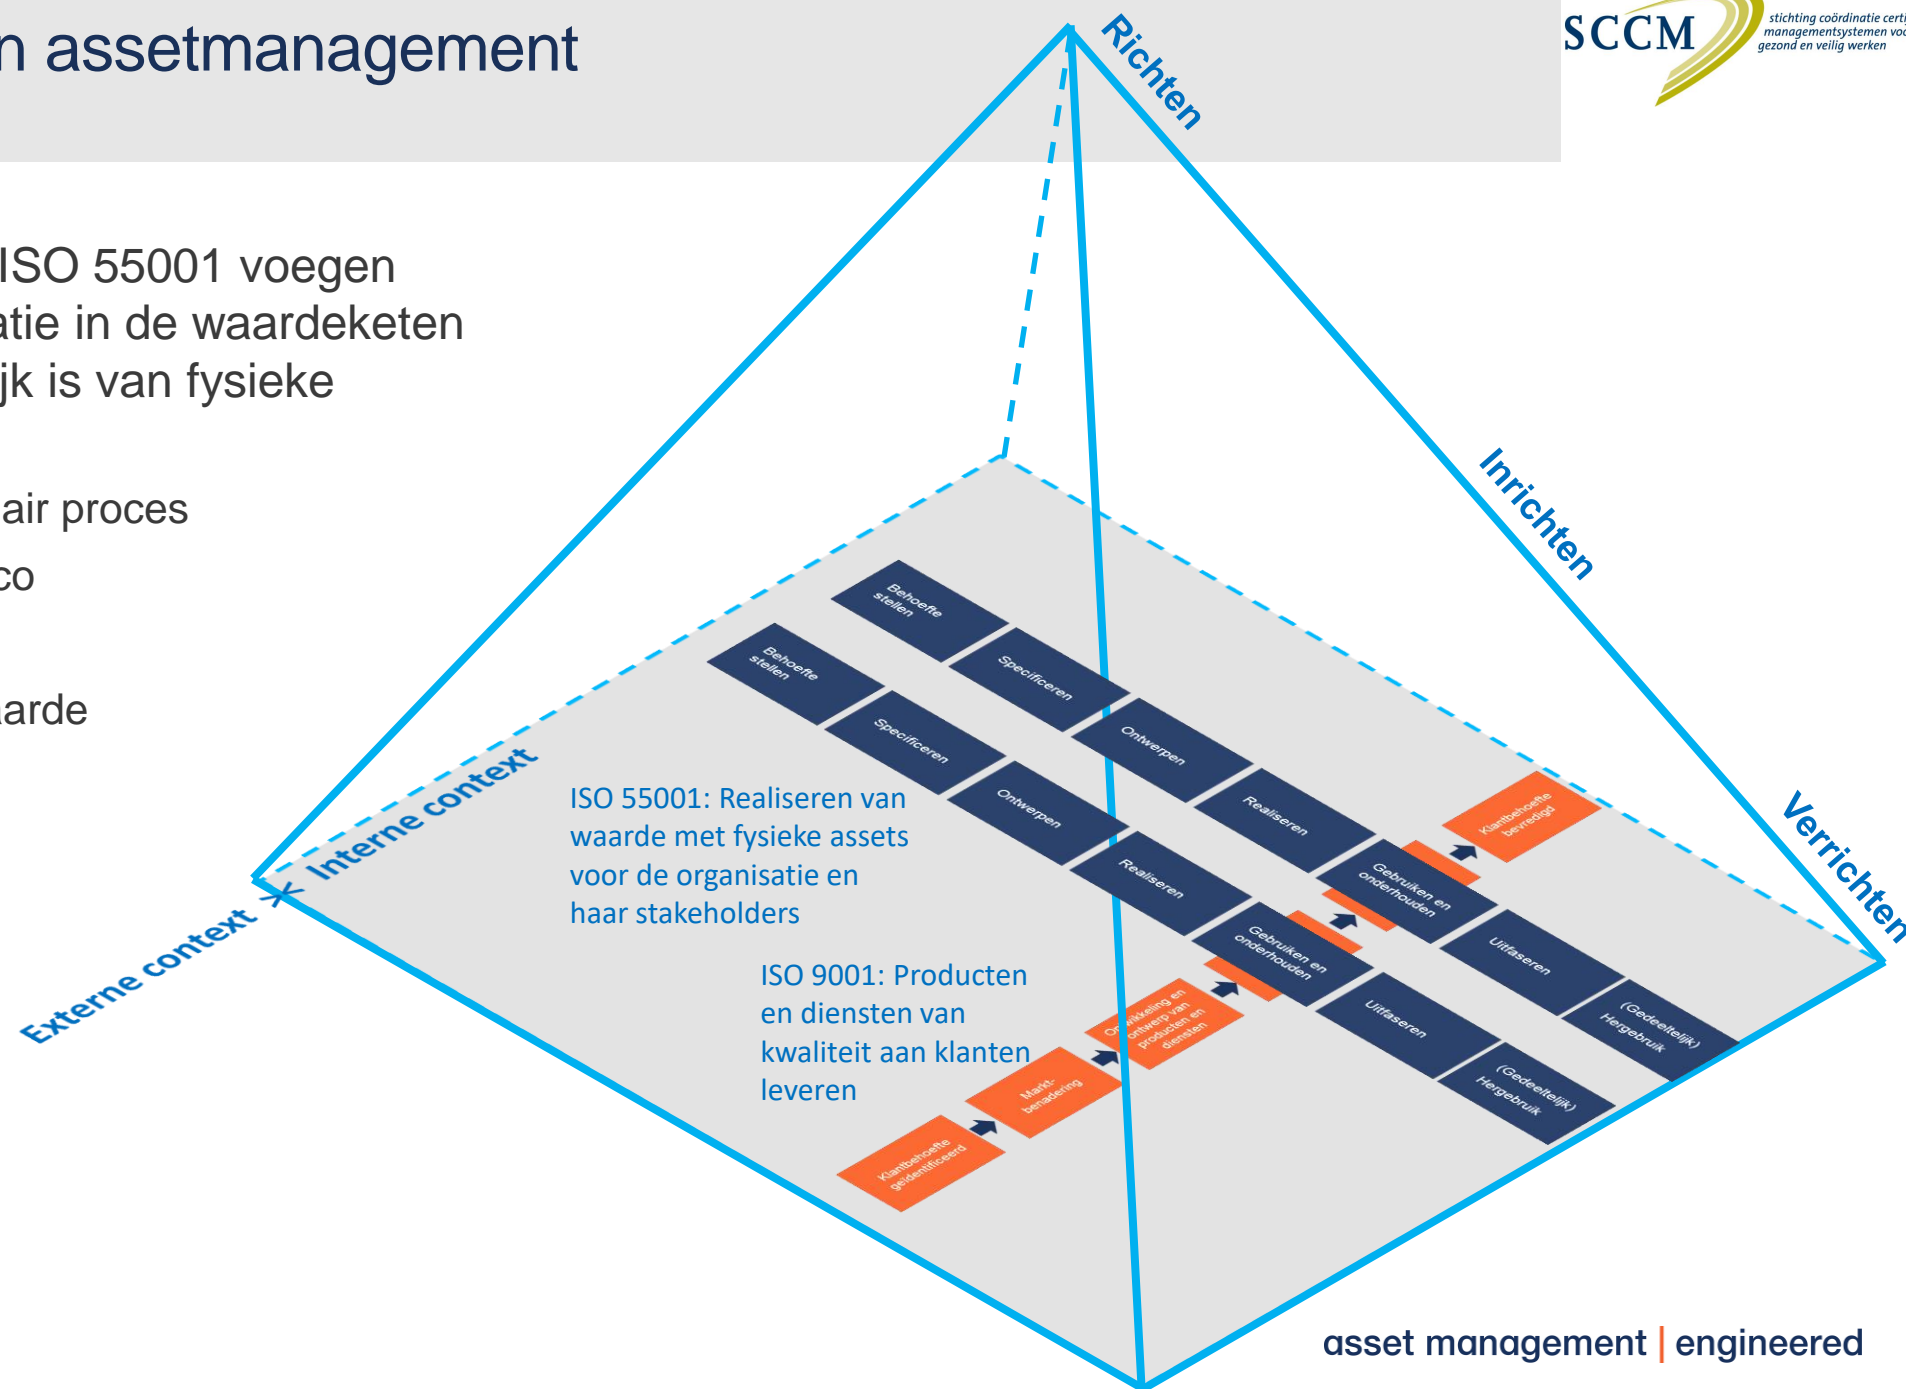 n assetmanagement
SCCM
stichting coördinatie certi
managementsystemen voo
gezond en veilig werken
ISO 55001 voegen
atie in de waardeketen
ijk is van fysieke
air proces
co
aarde
Richten
Inrichten
Verrichten
Externe context
Interne context
Behoefte
stellen
Specificeren
Ontwerpen
Realiseren
Gebruiken en
onderhouden
Uitfaseren
(Gedeeltelijk)
Hergebruik
Behoefte
stellen
Specificeren
Ontwerpen
Realiseren
Gebruiken en
onderhouden
Uitfaseren
(Gedeeltelijk)
Hergebruik
ISO 55001: Realiseren van
waarde met fysieke assets
voor de organisatie en
haar stakeholders
ISO 9001: Producten
en diensten van
kwaliteit aan klanten
leveren
Klantbehoefte
geïdentificeerd
Markt-
benadering
Ontwikkeling en
ontwerp van
producten en
diensten
Klantbehoefte
bevredigd
asset management | engineered